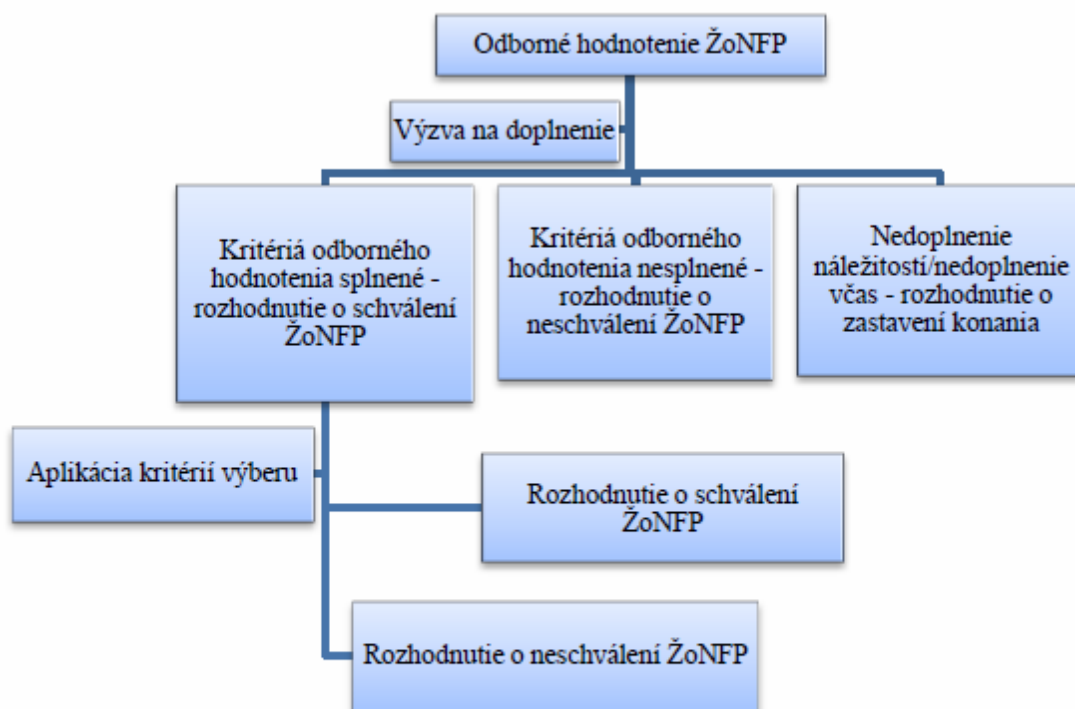 Odborné hodnotenie ŽoNFP
Výzva na doplnenie
Kritériá odborného
hodnotenia splnené -
rozhodnutie o schválení
ŽoNFP
Kritériá odborného
hodnotenia nesplnené -
rozhodnutie o
neschválení ŽoNFP
Nedoplnenie
náležitostí/nedoplnenie
včas - rozhodnutie o
zastavení konania
Aplikácia kritérií výberu
Rozhodnutie o schválení
ŽoNFP
Rozhodnutie o neschválení ŽoNFP